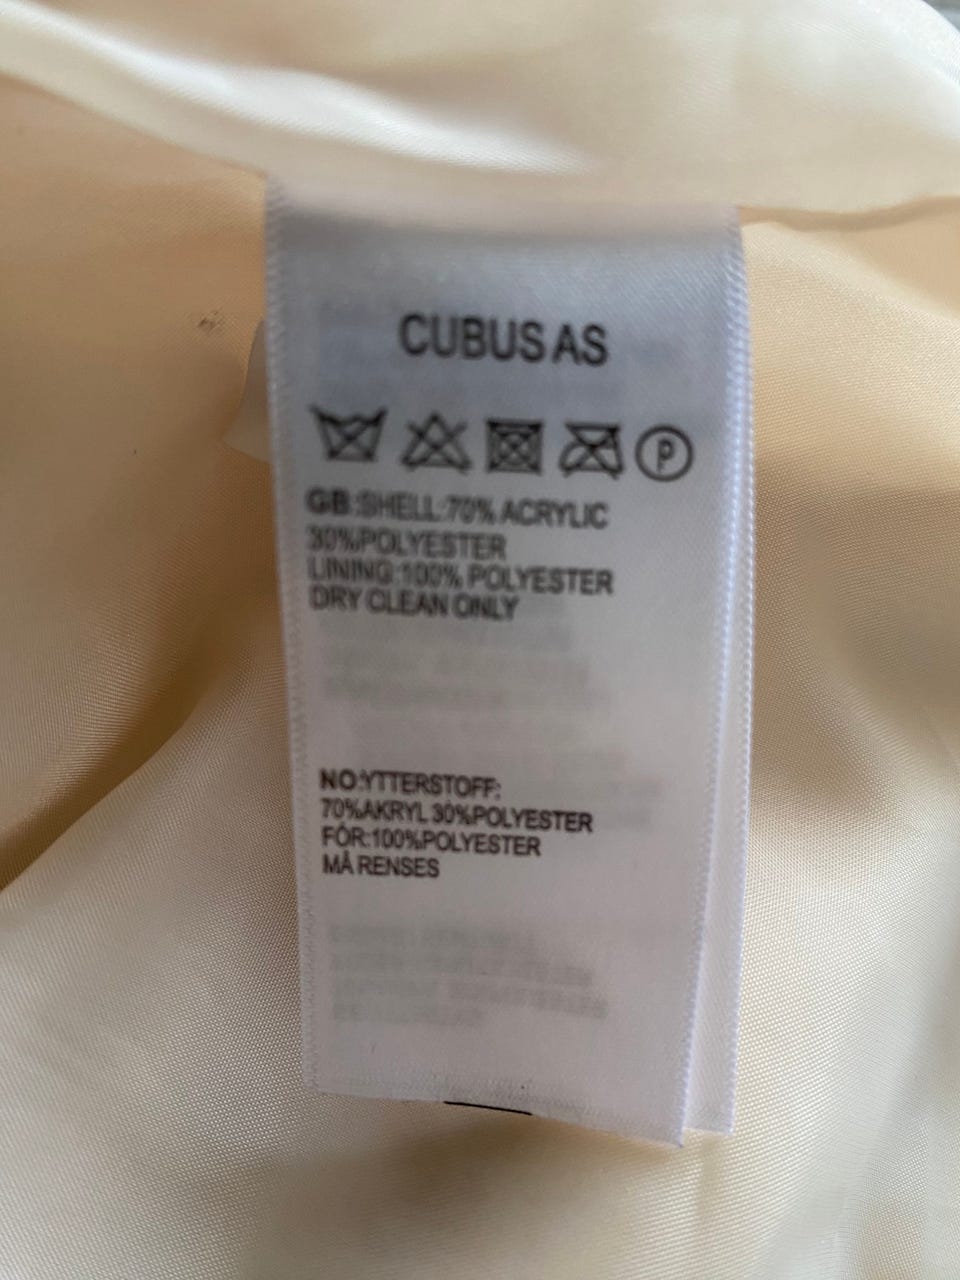 CUBUS AS
P
GB:SHELL:70% ACRYLIC
30%POLYESTER
LINING:100% POLYESTER
DRY CLEAN ONLY
NO:YTTERSTOFF:
70%AKRYL 30%POLYESTER
FÓR:100%POLYESTER
MÅ RENSES